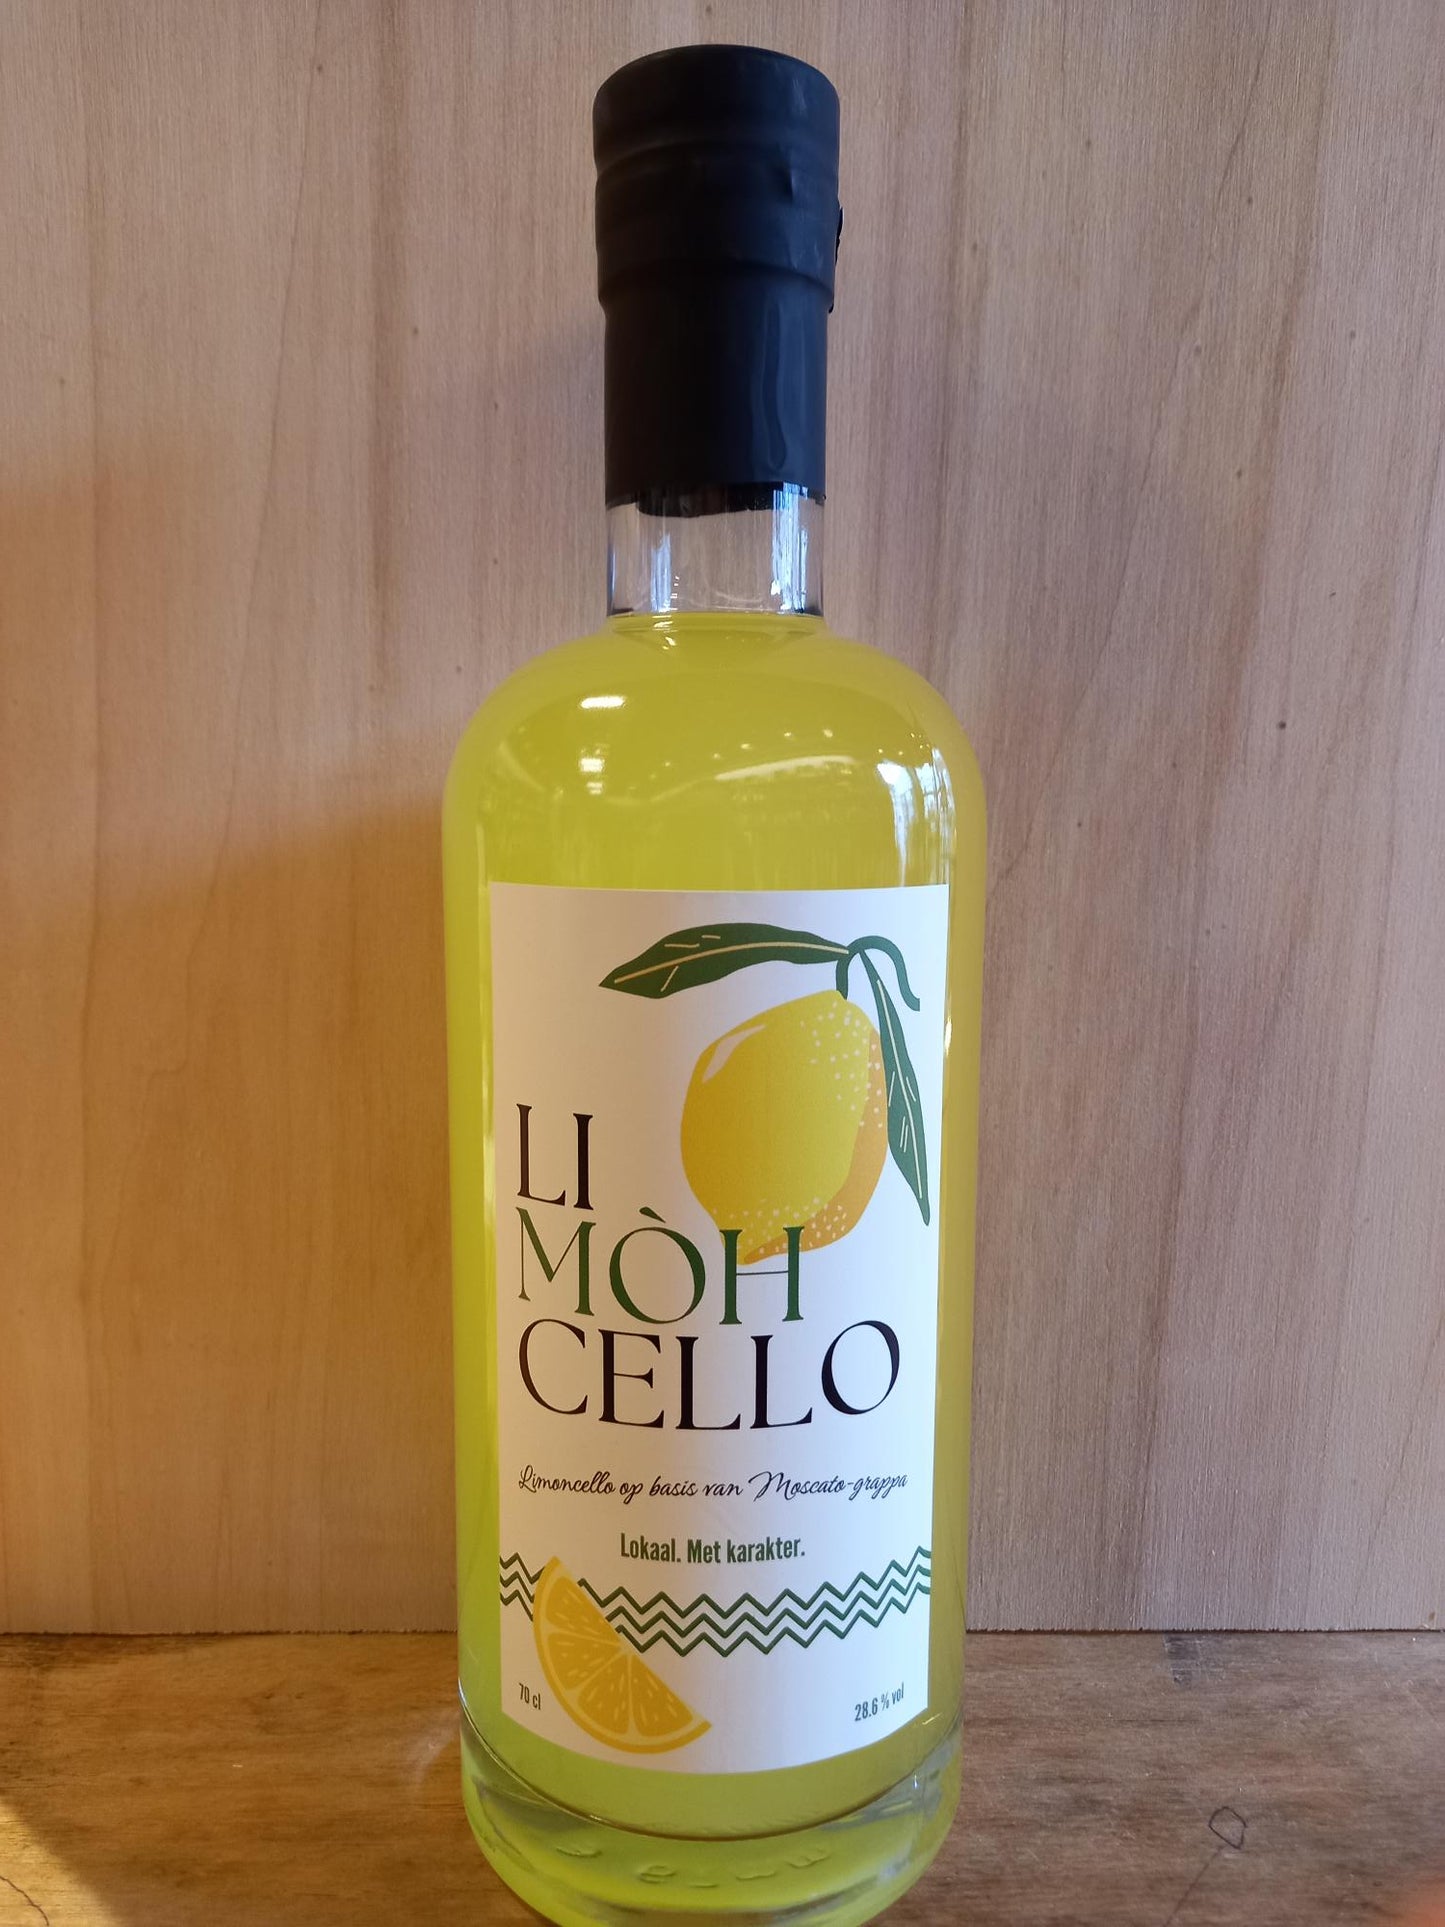 LI
MÒH
CELLO
Limoncello op basis van Moscato-grappa
Lokaal. Met karakter.
70 cl
28.6 % vol